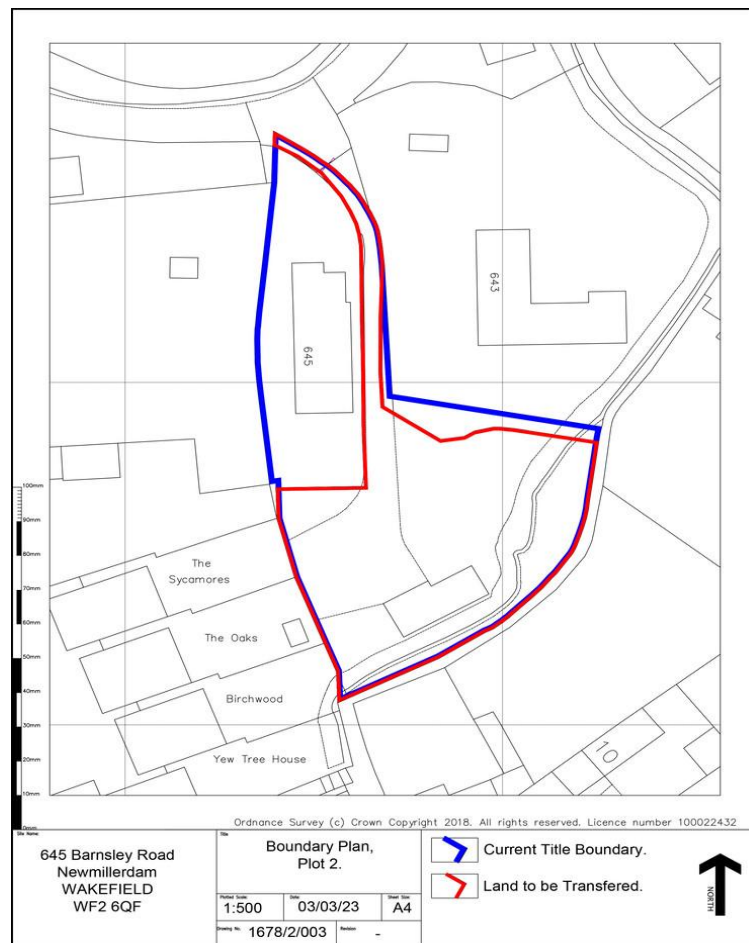 643
645
100mm
90mm
80mm
70mm
60mm
50mm
40mm
30mm
20mm
10mm
0mm
The
Sycamores
The Oaks
Birchwood
Yew Tree House
10
Ordnance Survey (c) Crown Copyright 2018. All rights reserved. Licence number 100022432
Site Name:
645 Barnsley Road
Newmillerdam
WAKEFIELD
WF2 6QF
Title
Boundary Plan,
Plot 2.
Plotted Scale:
1:500
Date:
03/03/23
Sheet Size:
A4
Drawing No.
1678/2/003
Revision
-
Current Title Boundary.
Land to be Transfered.
NORTH